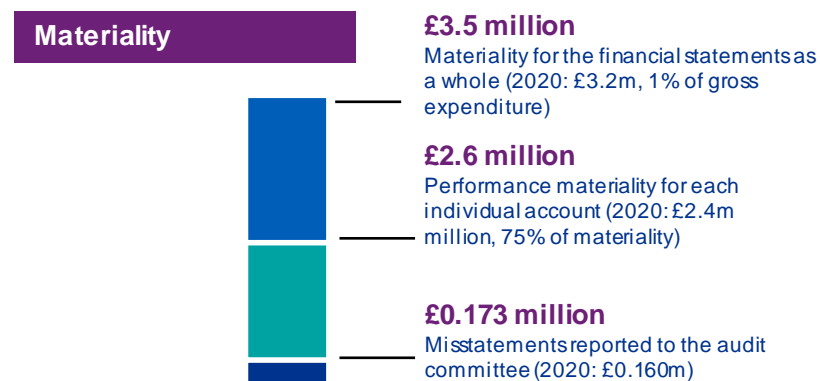 Materiality
£3.5 million
Materiality for the financial statements as
a whole (2020: £3.2m, 1% of gross
expenditure)
£2.6 million
Performance materiality for each
individual account (2020: £2.4m
million, 75% of materiality)
£0.173 million
Misstatements reported to the audit
committee (2020: £0.160m)